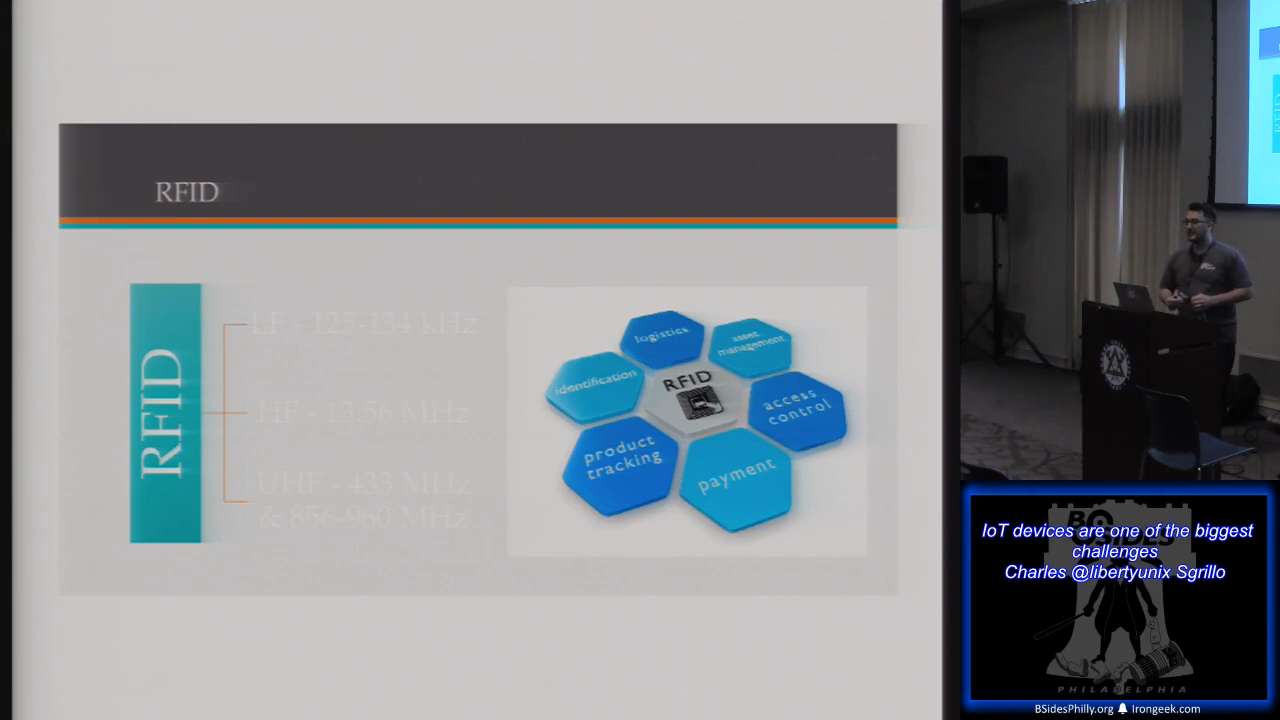 RFID
RFID
LF - 125-134 kHz
HF - 13.56 MHz
UHF - 433 MHz
& 856-960 MHz
logistics
asset
management
identification
RFID
access
control
product
tracking
payment
RFID
BSIDES
IoT devices are one of the biggest
challenges
Charles @libertyunix Sgrillo
PHILADELPHIA
BSidesPhilly.org Irongeek.com